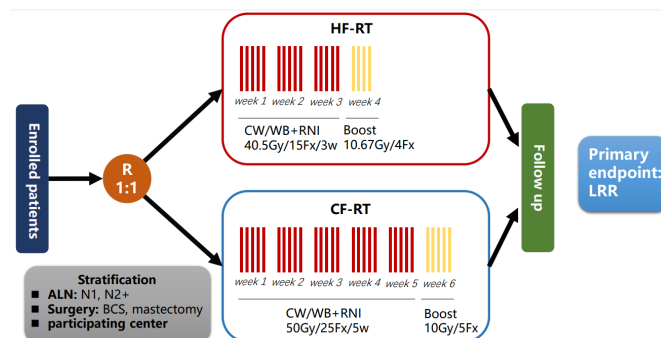 HF-RT
week 1 week 2 week 3 week 4
CW/WB+RNI Boost
40.5Gy/15Fx/3w 10.67Gy/4Fx
Enrolled patients
R
1:1
Follow up
Primary
endpoint:
LRR
CF-RT
week 1 week 2 week 3 week 4 week 5 week 6
CW/WB+RNI Boost
50Gy/25Fx/5w 10Gy/5Fx
Stratification
■ ALN: N1, N2+
■ Surgery: BCS, mastectomy
■ participating center